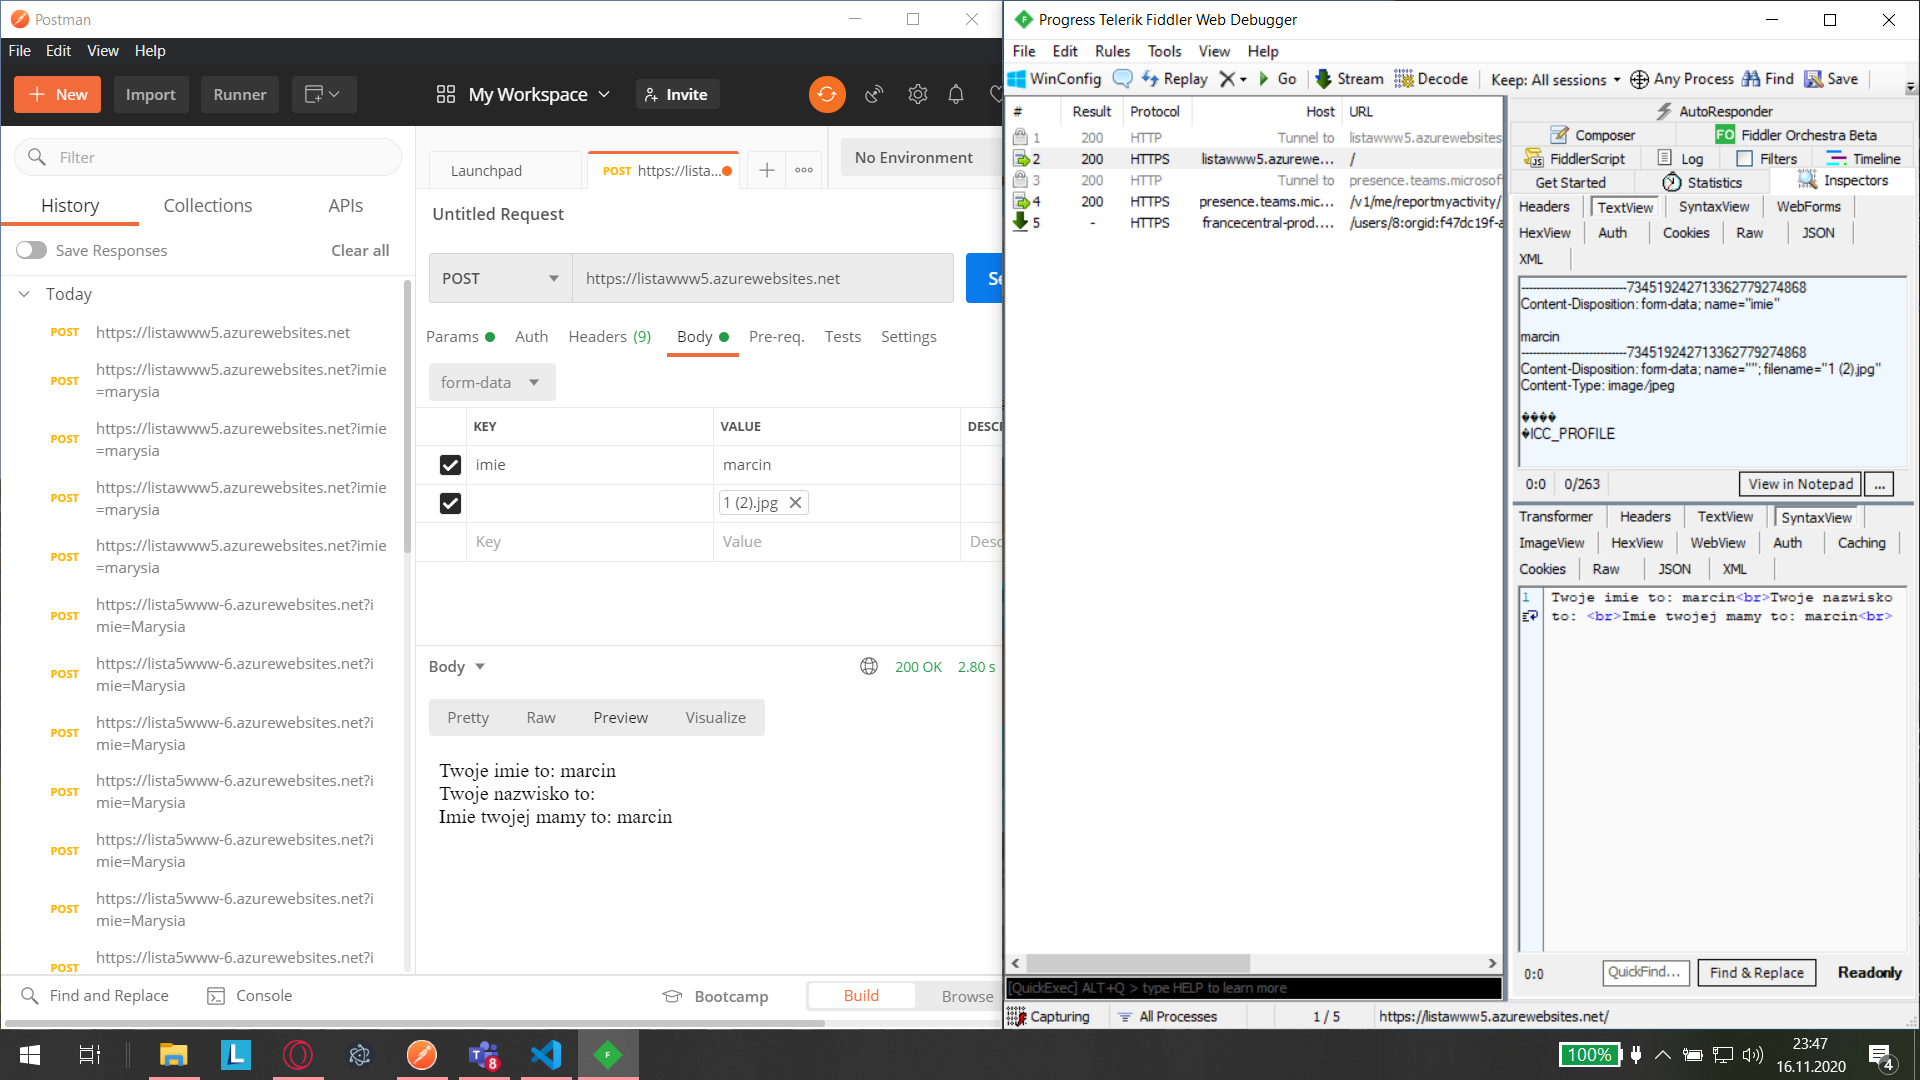 Postman
File Edit View Help
New
Import
Runner
My Workspace
Invite
Filter
History
Collections
APIs
Save Responses
Clear all
Today
POST https://listawww5.azurewebsites.net
POST https://listawww5.azurewebsites.net?imie
=marysia
POST https://listawww5.azurewebsites.net?imie
=marysia
POST https://listawww5.azurewebsites.net?imie
=marysia
POST https://listawww5.azurewebsites.net?imie
=marysia
POST https://lista5www-6.azurewebsites.net?i
mie=Marysia
POST https://lista5www-6.azurewebsites.net?i
mie=Marysia
POST https://lista5www-6.azurewebsites.net?i
mie=Marysia
POST https://lista5www-6.azurewebsites.net?i
mie=Marysia
POST https://lista5www-6.azurewebsites.net?i
mie=Marysia
POST https://lista5www-6.azurewebsites.net?i
mie=Marysia
POST https://lista5www-6.azurewebsites.net?i
Launchpad
POST https://lista...
No Environment
Untitled Request
POST
https://listawww5.azurewebsites.net
Se
Params
Auth
Headers (9)
Body
Pre-req.
Tests
Settings
form-data
KEY VALUE DESC
imie marcin
1 (2).jpg
Key Value Desc
Body
200 OK 2.80 s
Pretty Raw Preview Visualize
Twoje imie to: marcin
Twoje nazwisko to:
Imie twojej mamy to: marcin
Find and Replace
Console
Bootcamp
Build
Browse
Progress Telerik Fiddler Web Debugger
File Edit Rules Tools View Help
WinConfig Replay Go Stream Decode Keep: All sessions Any Process Find Save
# Result Protocol Host URL
1 200 HTTP Tunnel to listawww5.azurewebsites
2 200 HTTPS listawww5.azurewe... /
3 200 HTTP Tunnel to presence.teams.microsof
4 200 HTTPS presence.teams.mic... /v1/me/reportmyactivity/
5 - HTTPS francecentral-prod.... /users/8:orgid:f47dc19f-a
[QuickExec] ALT+Q > type HELP to learn more
AutoResponder
Composer
FO Fiddler Orchestra Beta
JS FiddlerScript
Log
Filters
Timeline
Get Started
Statistics
Inspectors
Headers TextView SyntaxView WebForms
HexView Auth Cookies Raw JSON
XML
----------------------------734519242713362779274868
Content-Disposition: form-data; name="imie"
marcin
----------------------------734519242713362779274868
Content-Disposition: form-data; name=""; filename="1 (2).jpg"
Content-Type: image/jpeg
����
�ICC_PROFILE
0:0 0/263
View in Notepad ...
Transformer Headers TextView SyntaxView
ImageView HexView WebView Auth Caching
Cookies Raw JSON XML
1 Twoje imie to: marcin<br>Twoje nazwisko
to: <br>Imie twojej mamy to: marcin<br>
0:0
QuickFind...
Find & Replace
Readonly
Capturing
All Processes
1 / 5
https://listawww5.azurewebsites.net/
L
8
F
100%
23:47
16.11.2020
4